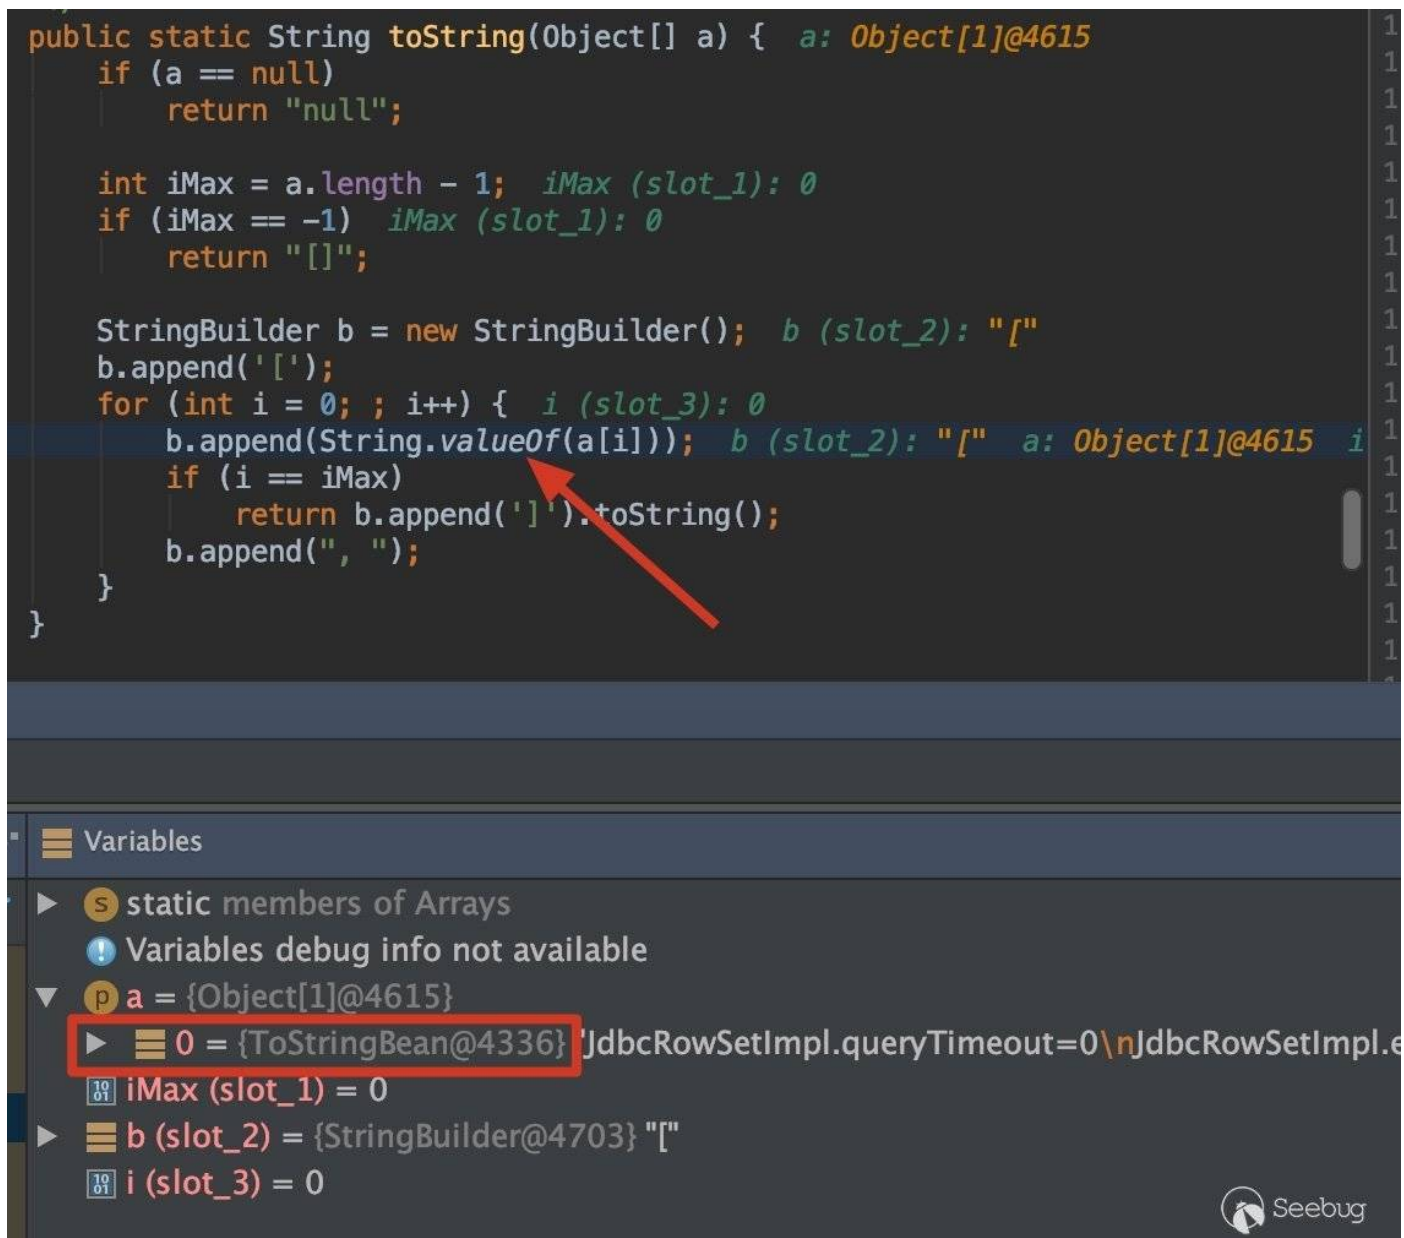 public static String toString(Object[] a) {  a: Object[1]@4615
if (a == null)
return "null";
int iMax = a.length - 1;  iMax (slot_1): 0
if (iMax == -1)  iMax (slot_1): 0
return "[]";
StringBuilder b = new StringBuilder();  b (slot_2): "["
b.append('[');
for (int i = 0; ; i++) {  i (slot_3): 0
b.append(String.valueOf(a[i]));  b (slot_2): "["  a: Object[1]@4615  i
if (i == iMax)
return b.append(']').toString();
b.append(", ");
}
}
Variables
s static members of Arrays
Variables debug info not available
p a = {Object[1]@4615}
0 = {ToStringBean@4336} "JdbcRowSetImpl.queryTimeout=0\nJdbcRowSetImpl.e
iMax (slot_1) = 0
b (slot_2) = {StringBuilder@4703} "["
i (slot_3) = 0
Seebug